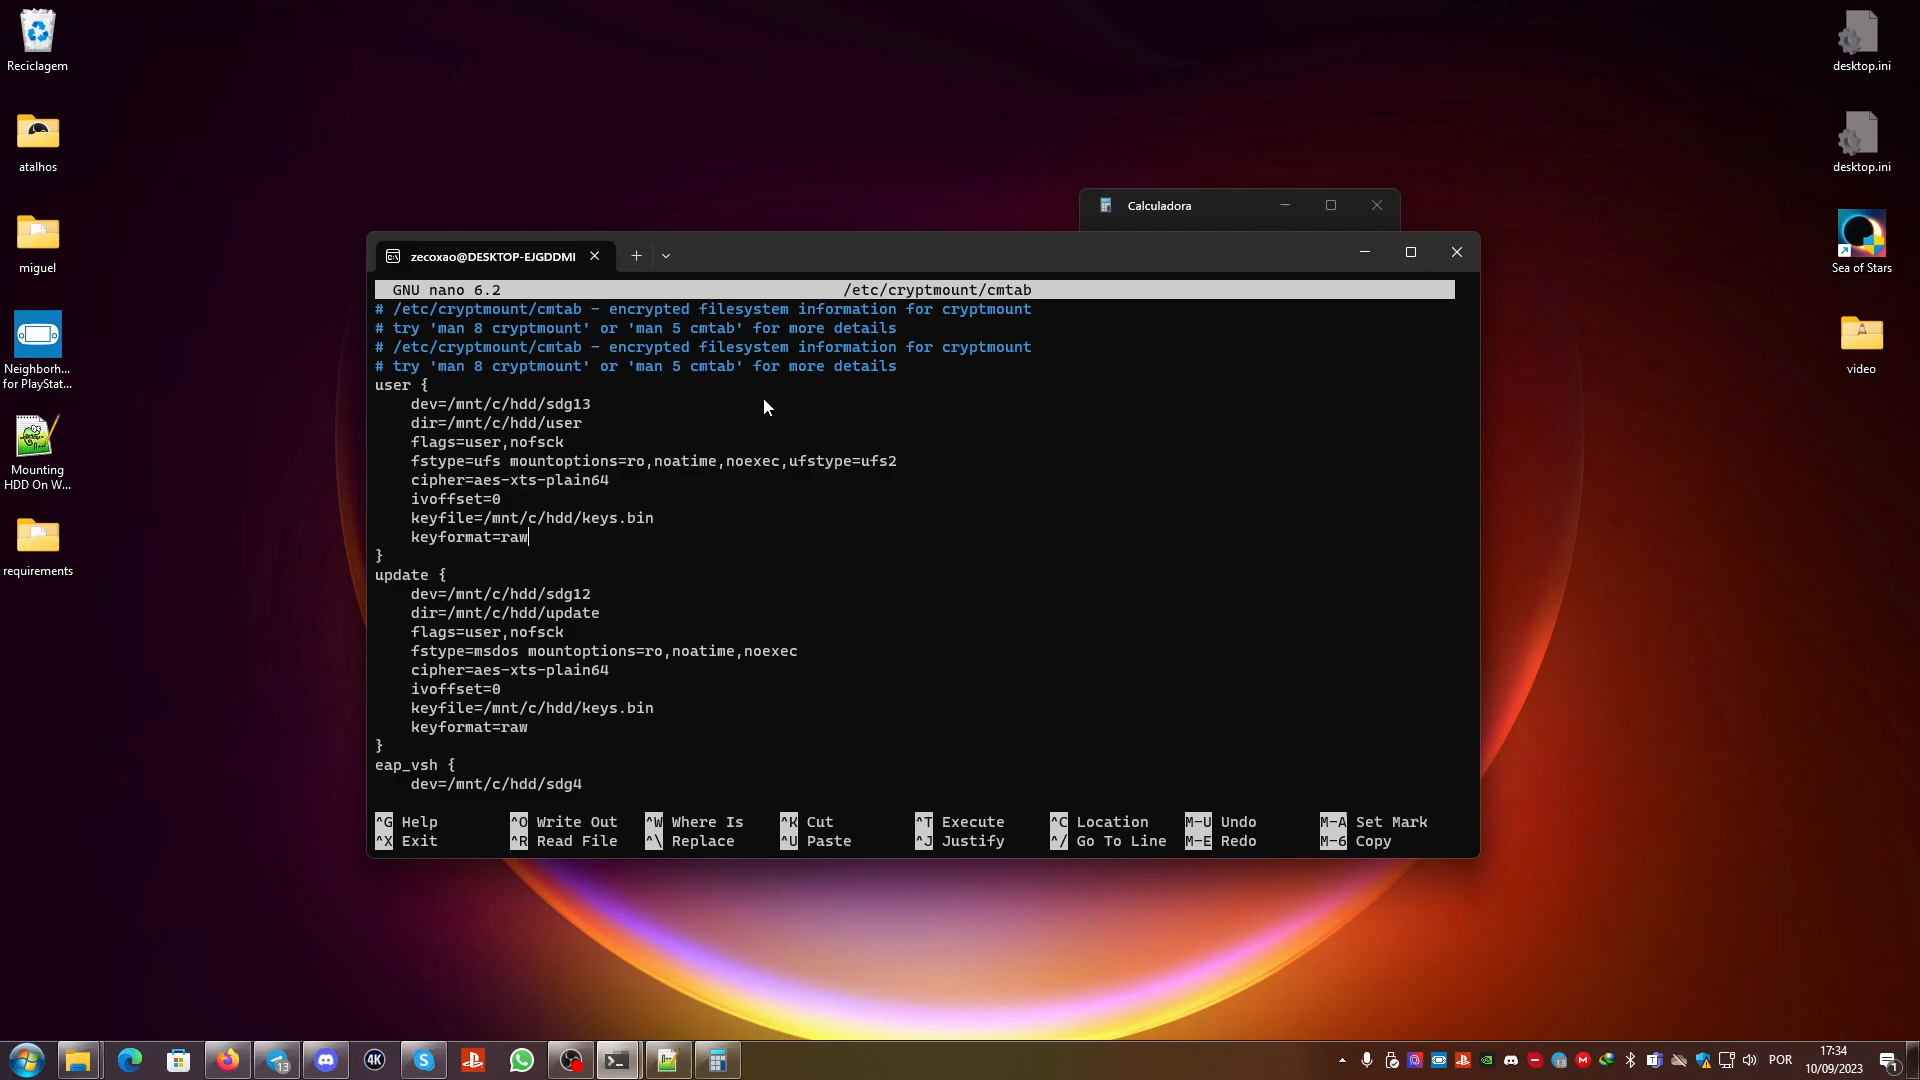 Reciclagem
atalhos
miguel
Neighborh...
for PlayStat...
Mounting
HDD On W...
requirements
desktop.ini
desktop.ini
Sea of Stars
video
Calculadora
zecoxao@DESKTOP-EJGDDMI
GNU nano 6.2 /etc/cryptmount/cmtab
# /etc/cryptmount/cmtab - encrypted filesystem information for cryptmount
# try 'man 8 cryptmount' or 'man 5 cmtab' for more details
# /etc/cryptmount/cmtab - encrypted filesystem information for cryptmount
# try 'man 8 cryptmount' or 'man 5 cmtab' for more details
user {
dev=/mnt/c/hdd/sdg13
dir=/mnt/c/hdd/user
flags=user,nofsck
fstype=ufs mountoptions=ro,noatime,noexec,ufstype=ufs2
cipher=aes-xts-plain64
ivoffset=0
keyfile=/mnt/c/hdd/keys.bin
keyformat=raw
}
update {
dev=/mnt/c/hdd/sdg12
dir=/mnt/c/hdd/update
flags=user,nofsck
fstype=msdos mountoptions=ro,noatime,noexec
cipher=aes-xts-plain64
ivoffset=0
keyfile=/mnt/c/hdd/keys.bin
keyformat=raw
}
eap_vsh {
dev=/mnt/c/hdd/sdg4
^G Help ^O Write Out ^W Where Is ^K Cut ^T Execute ^C Location M-U Undo M-A Set Mark
^X Exit ^R Read File ^\ Replace ^U Paste ^J Justify ^/ Go To Line M-E Redo M-6 Copy
13
4K
13
POR
17:34
10/09/2023
1